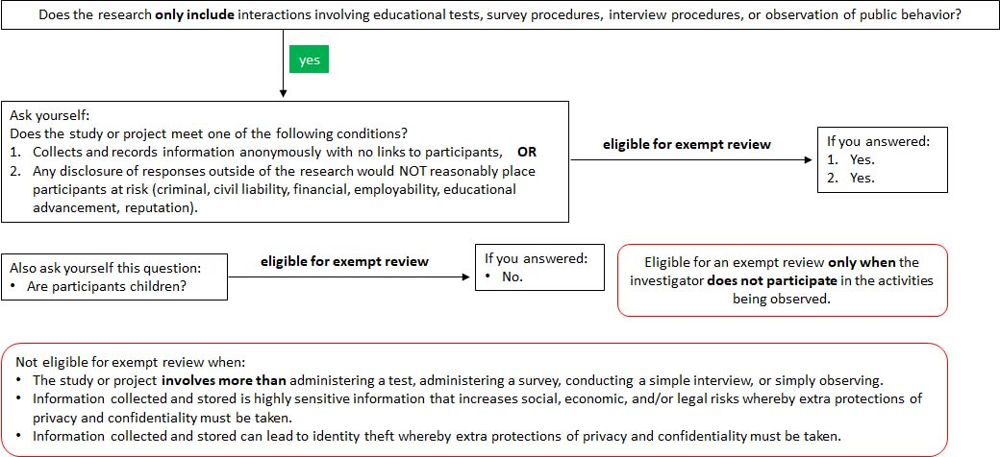 Does the research only include interactions involving educational tests, survey procedures, interview procedures, or observation of public behavior?
yes
Ask yourself:
Does the study or project meet one of the following conditions?
1. Collects and records information anonymously with no links to participants, OR
2. Any disclosure of responses outside of the research would NOT reasonably place
participants at risk (criminal, civil liability, financial, employability, educational
advancement, reputation).
eligible for exempt review
If you answered:
1. Yes.
2. Yes.
Also ask yourself this question:
• Are participants children?
eligible for exempt review
If you answered:
• No.
Eligible for an exempt review only when the
investigator does not participate in the activities
being observed.
Not eligible for exempt review when:
• The study or project involves more than administering a test, administering a survey, conducting a simple interview, or simply observing.
• Information collected and stored is highly sensitive information that increases social, economic, and/or legal risks whereby extra protections of
privacy and confidentiality must be taken.
• Information collected and stored can lead to identity theft whereby extra protections of privacy and confidentiality must be taken.